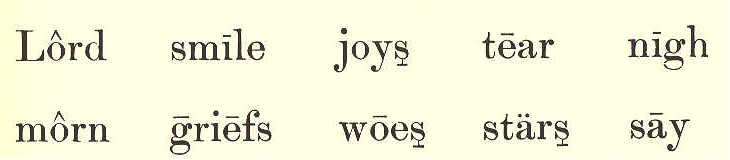 Lôrd smīle joys̝ tēar nīgh
môrn ḡriēfs wōes̝ stärs̝ sāy